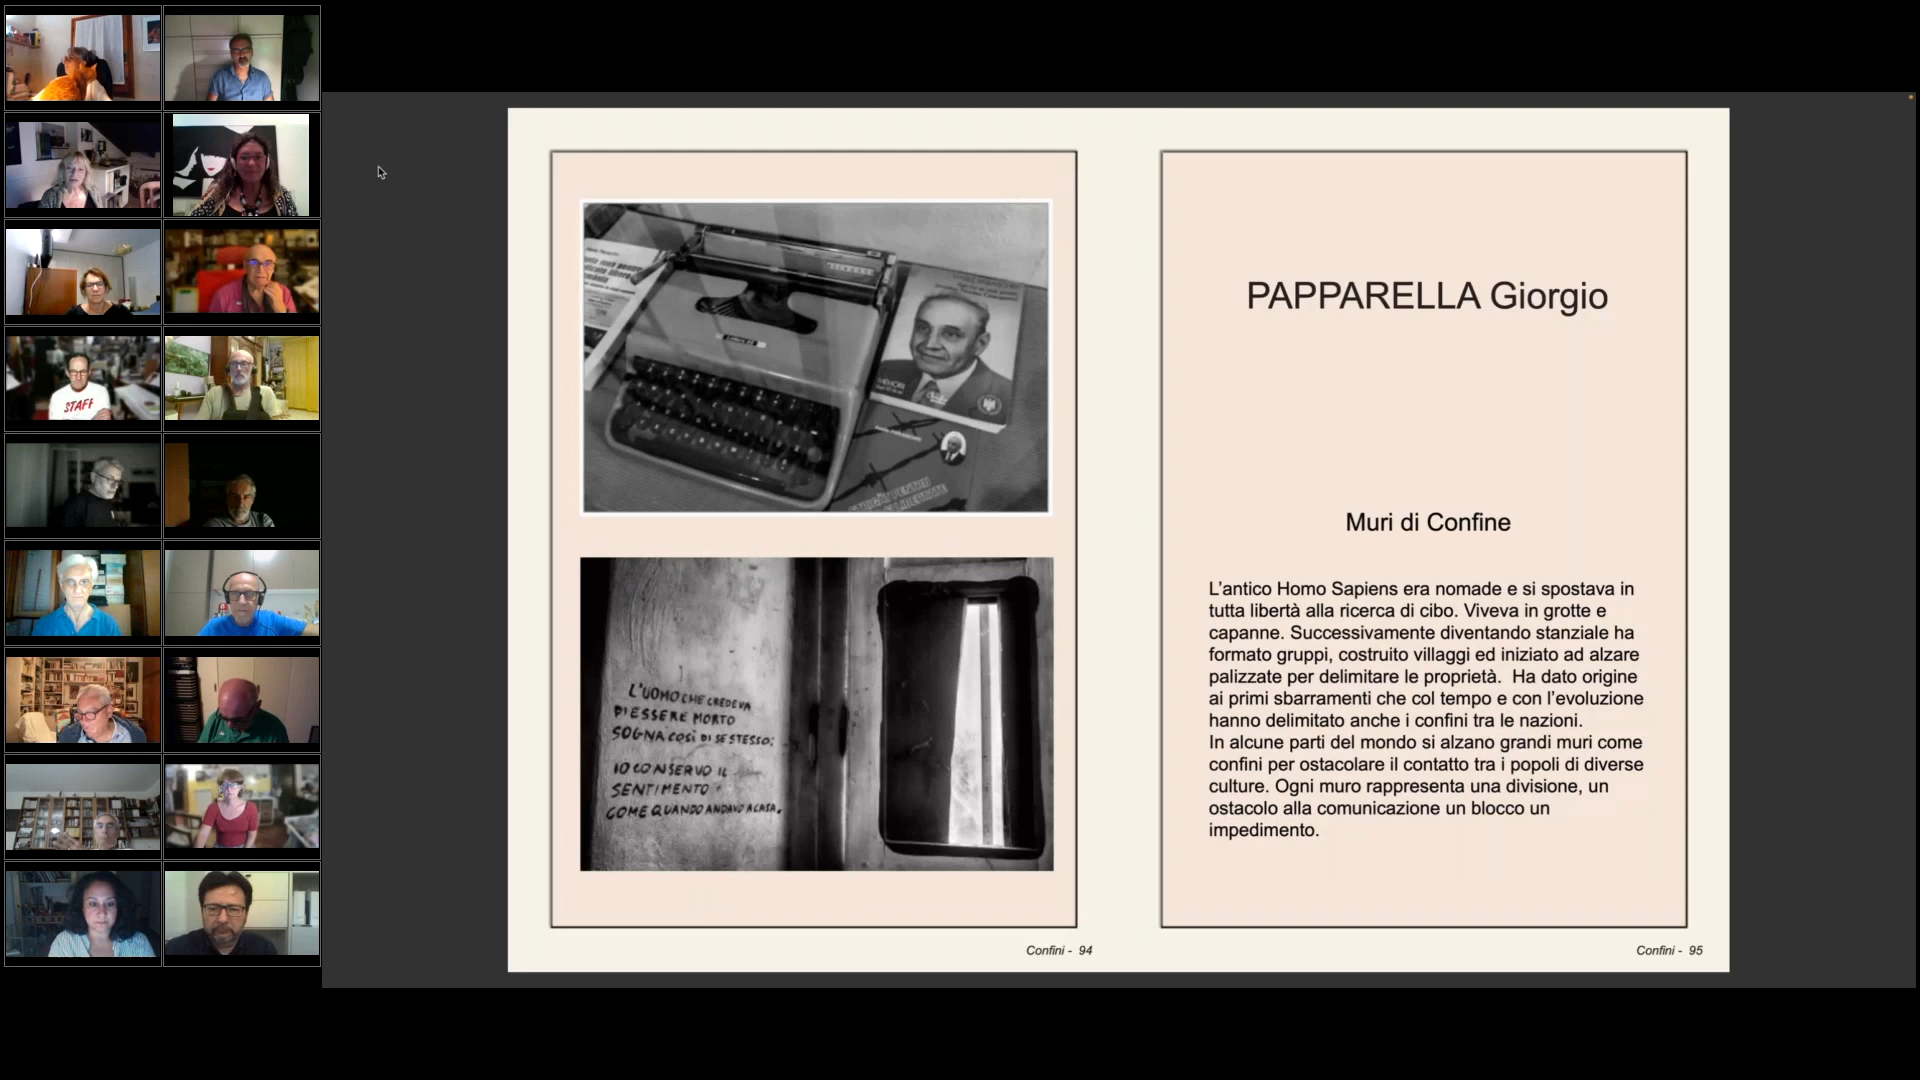 STAFF
Lettera 22
MEMORII
L'UOMO CHE CREDEVA
DI ESSERE MORTO
SOGNA COSÌ DI SE STESSO;
IO CONSERVO IL
SENTIMENTO
COME QUANDO ANDAVO A CASA.
Confini - 94
PAPPARELLA Giorgio
Muri di Confine
L’antico Homo Sapiens era nomade e si spostava in
tutta libertà alla ricerca di cibo. Viveva in grotte e
capanne. Successivamente diventando stanziale ha
formato gruppi, costruito villaggi ed iniziato ad alzare
palizzate per delimitare le proprietà.  Ha dato origine
ai primi sbarramenti che col tempo e con l’evoluzione
hanno delimitato anche i confini tra le nazioni.
In alcune parti del mondo si alzano grandi muri come
confini per ostacolare il contatto tra i popoli di diverse
culture. Ogni muro rappresenta una divisione, un
ostacolo alla comunicazione un blocco un
impedimento.
Confini - 95